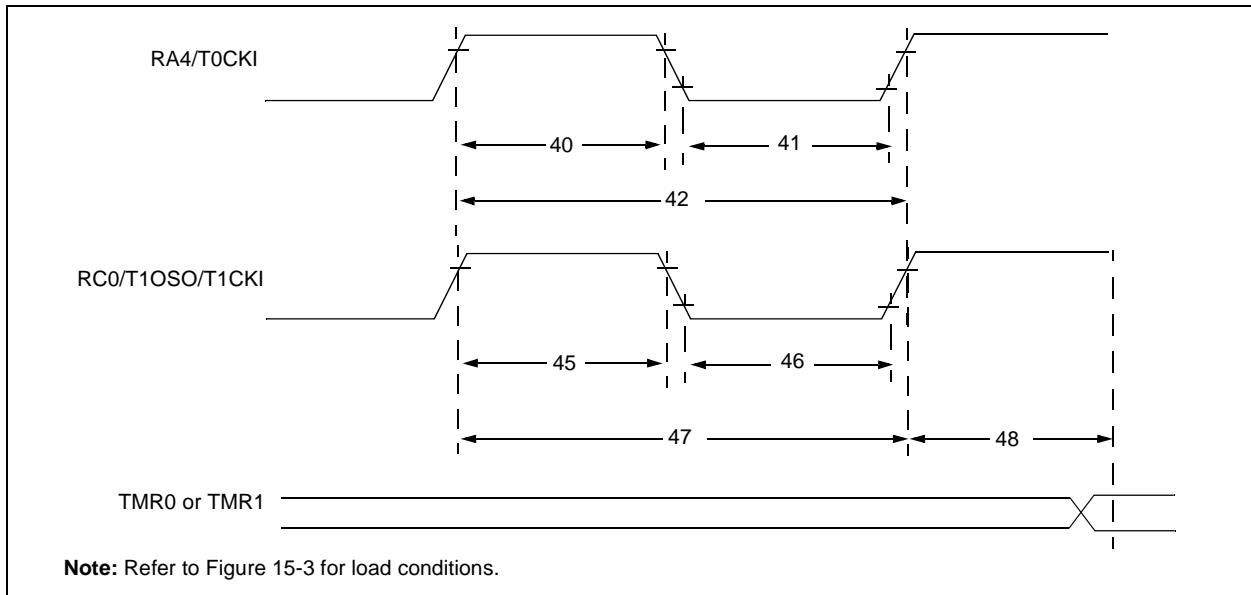 RA4/T0CKI
40
41
42
RC0/T1OSO/T1CKI
45
46
47
48
TMR0 or TMR1
Note: Refer to Figure 15-3 for load conditions.